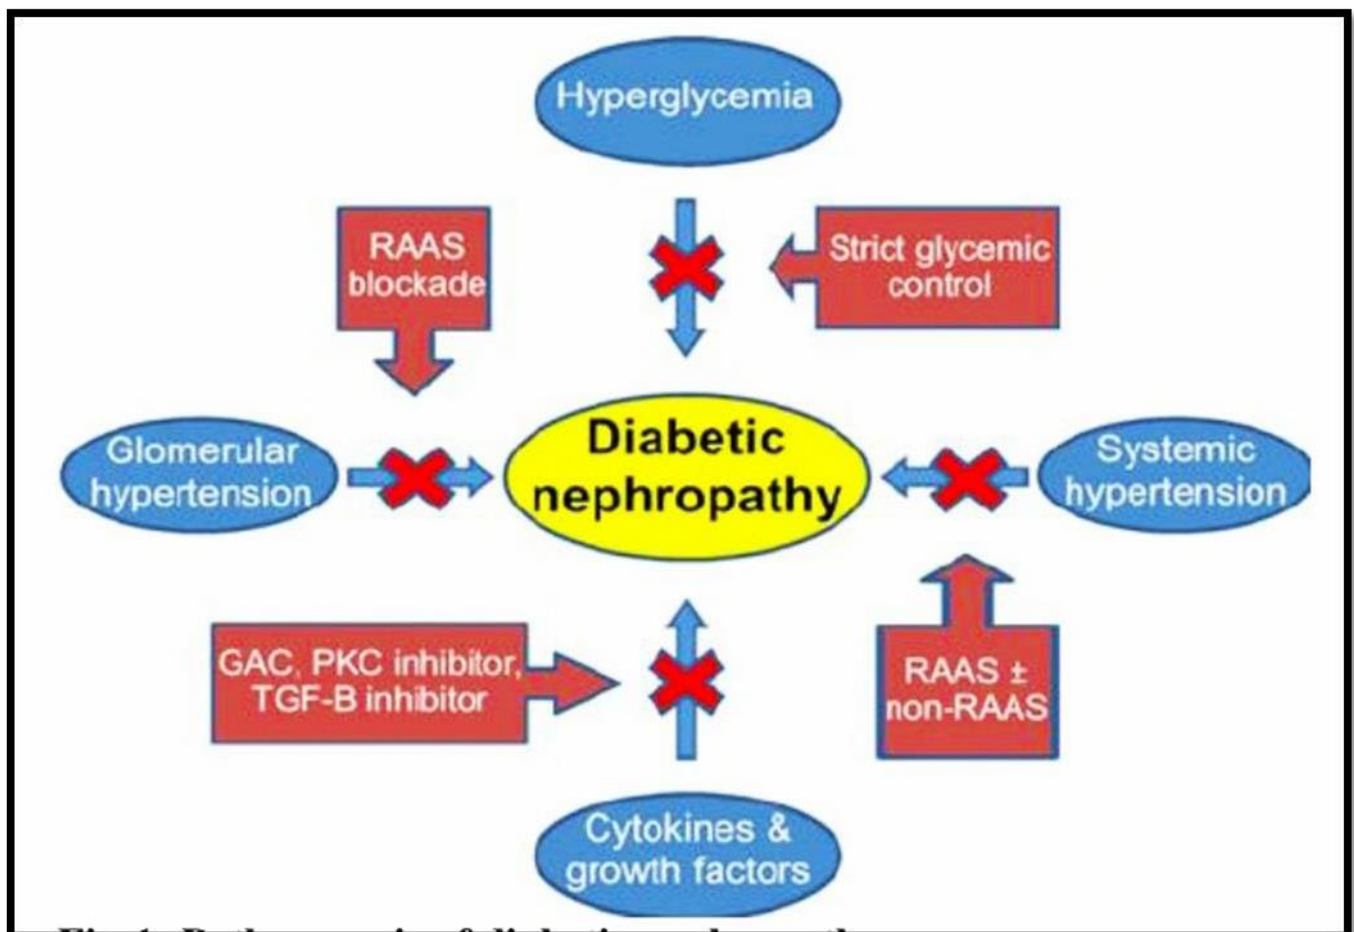 Hyperglycemia
RAAS
blockade
Strict glycemic
control
Glomerular
hypertension
Diabetic
nephropathy
Systemic
hypertension
GAC, PKC inhibitor,
TGF-B inhibitor
RAAS ±
non-RAAS
Cytokines &
growth factors